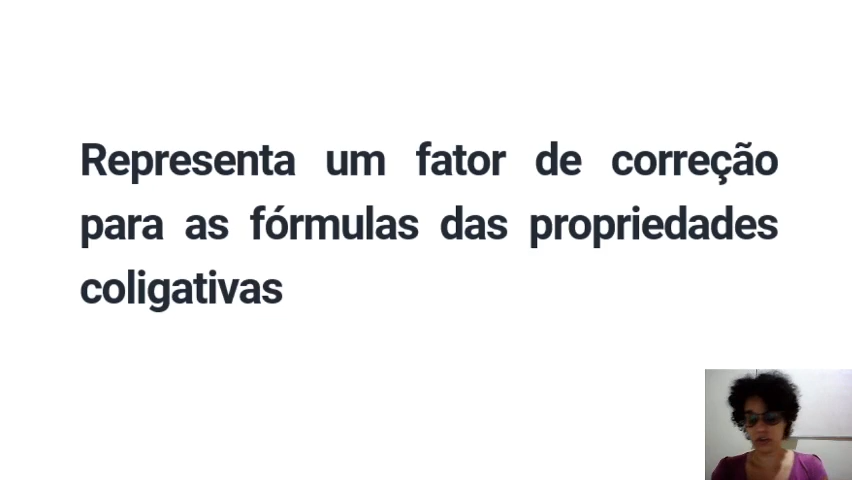 Representa um fator de correção
para as fórmulas das propriedades
coligativas